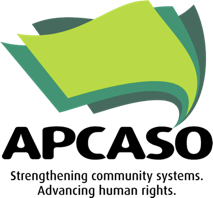 APCASO
Strengthening community systems.
Advancing human rights.